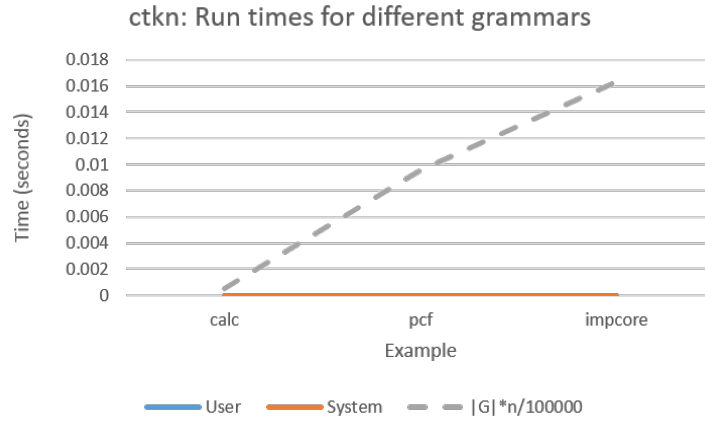 ctkn: Run times for different grammars
0.018
0.016
0.014
0.012
0.01
0.008
0.006
0.004
0.002
0
Time (seconds)
calc pcf impcore
Example
User System |G|*n/100000